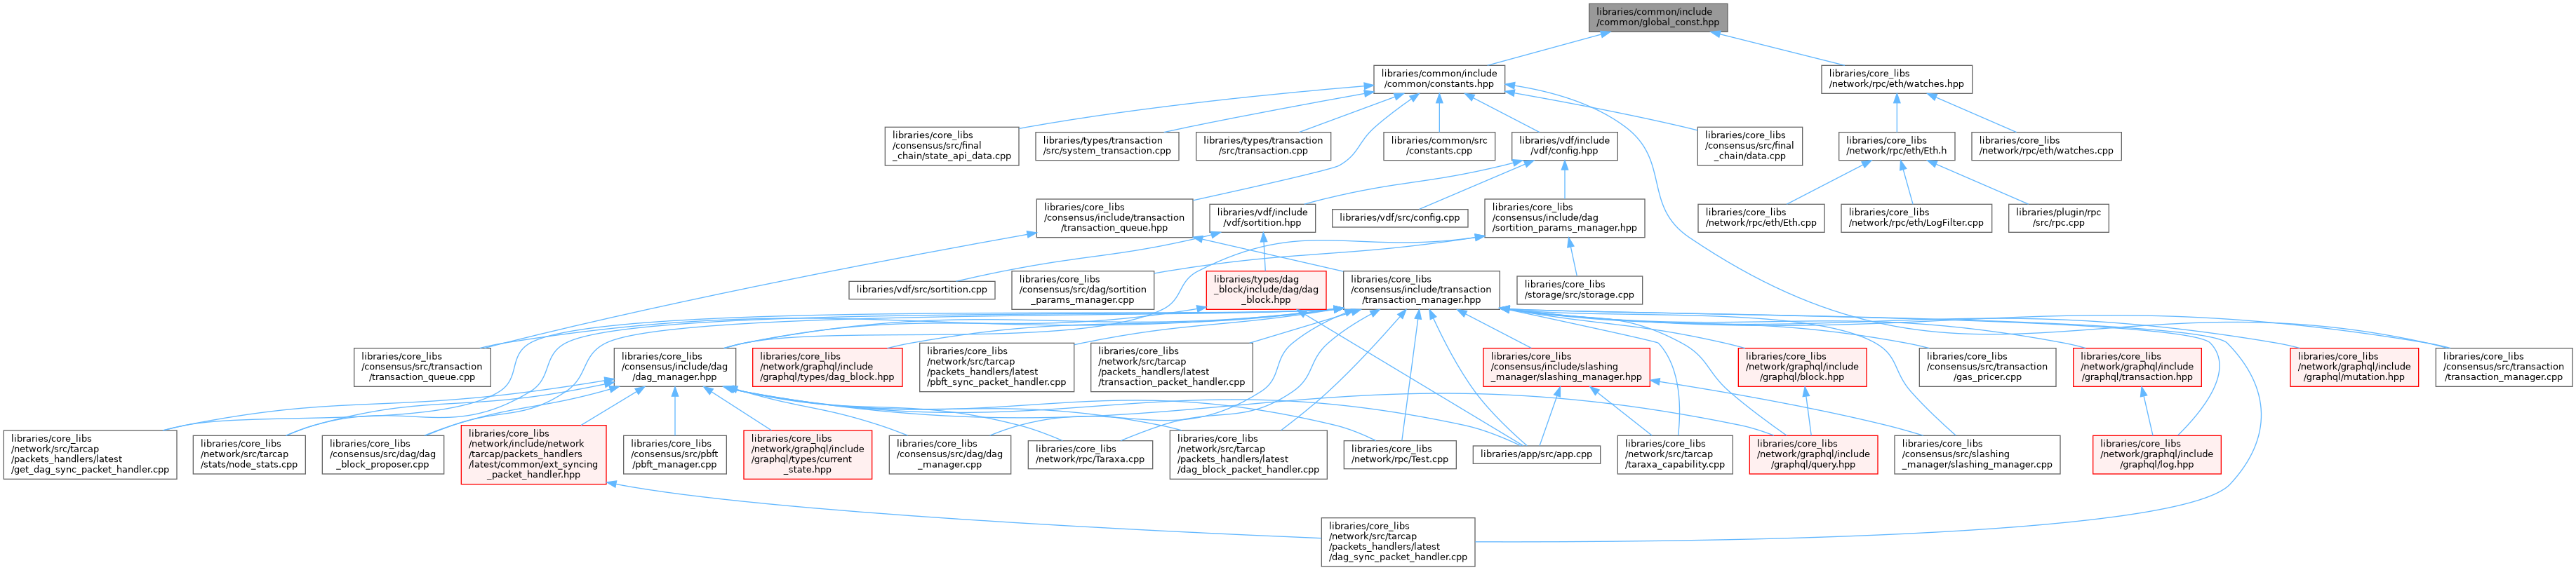 libraries/common/include
/common/global_const.hpp
libraries/common/include
/common/constants.hpp
libraries/core_libs
/network/rpc/eth/watches.hpp
libraries/core_libs
/consensus/src/final
_chain/state_api_data.cpp
libraries/types/transaction
/src/system_transaction.cpp
libraries/types/transaction
/src/transaction.cpp
libraries/common/src
/constants.cpp
libraries/vdf/include
/vdf/config.hpp
libraries/core_libs
/consensus/src/final
_chain/data.cpp
libraries/core_libs
/network/rpc/eth/Eth.h
libraries/core_libs
/network/rpc/eth/watches.cpp
libraries/core_libs
/consensus/include/transaction
/transaction_queue.hpp
libraries/vdf/include
/vdf/sortition.hpp
libraries/vdf/src/config.cpp
libraries/core_libs
/consensus/include/dag
/sortition_params_manager.hpp
libraries/core_libs
/network/rpc/eth/Eth.cpp
libraries/core_libs
/network/rpc/eth/LogFilter.cpp
libraries/plugin/rpc
/src/rpc.cpp
libraries/vdf/src/sortition.cpp
libraries/core_libs
/consensus/src/dag/sortition
_params_manager.cpp
libraries/types/dag
_block/include/dag/dag
_block.hpp
libraries/core_libs
/consensus/include/transaction
/transaction_manager.hpp
libraries/core_libs
/storage/src/storage.cpp
libraries/core_libs
/consensus/src/transaction
/transaction_queue.cpp
libraries/core_libs
/consensus/include/dag
/dag_manager.hpp
libraries/core_libs
/network/graphql/include
/graphql/types/dag_block.hpp
libraries/core_libs
/network/src/tarcap
/packets_handlers/latest
/pbft_sync_packet_handler.cpp
libraries/core_libs
/network/src/tarcap
/packets_handlers/latest
/transaction_packet_handler.cpp
libraries/core_libs
/consensus/include/slashing
_manager/slashing_manager.hpp
libraries/core_libs
/network/graphql/include
/graphql/block.hpp
libraries/core_libs
/consensus/src/transaction
/gas_pricer.cpp
libraries/core_libs
/network/graphql/include
/graphql/transaction.hpp
libraries/core_libs
/network/graphql/include
/graphql/mutation.hpp
libraries/core_libs
/consensus/src/transaction
/transaction_manager.cpp
libraries/core_libs
/network/src/tarcap
/packets_handlers/latest
/get_dag_sync_packet_handler.cpp
libraries/core_libs
/network/src/tarcap
/stats/node_stats.cpp
libraries/core_libs
/consensus/src/dag/dag
_block_proposer.cpp
libraries/core_libs
/network/include/network
/tarcap/packets_handlers
/latest/common/ext_syncing
_packet_handler.hpp
libraries/core_libs
/consensus/src/pbft
/pbft_manager.cpp
libraries/core_libs
/network/graphql/include
/graphql/types/current
_state.hpp
libraries/core_libs
/consensus/src/dag/dag
_manager.cpp
libraries/core_libs
/network/rpc/Taraxa.cpp
libraries/core_libs
/network/src/tarcap
/packets_handlers/latest
/dag_block_packet_handler.cpp
libraries/core_libs
/network/rpc/Test.cpp
libraries/app/src/app.cpp
libraries/core_libs
/network/src/tarcap
/taraxa_capability.cpp
libraries/core_libs
/network/graphql/include
/graphql/query.hpp
libraries/core_libs
/consensus/src/slashing
_manager/slashing_manager.cpp
libraries/core_libs
/network/graphql/include
/graphql/log.hpp
libraries/core_libs
/network/src/tarcap
/packets_handlers/latest
/dag_sync_packet_handler.cpp